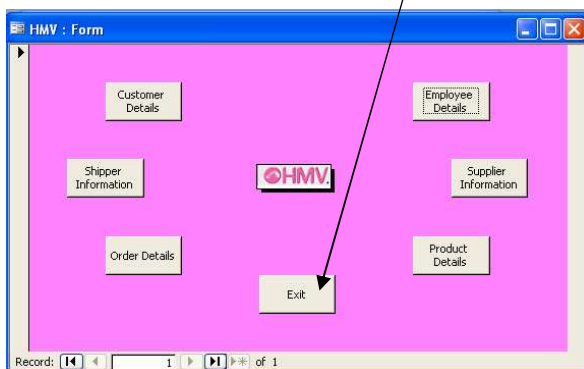 HMV : Form
Customer
Details
Employee
Details
Shipper
Information
HMV.
Supplier
Information
Order Details
Product
Details
Exit
Record: 1 of 1